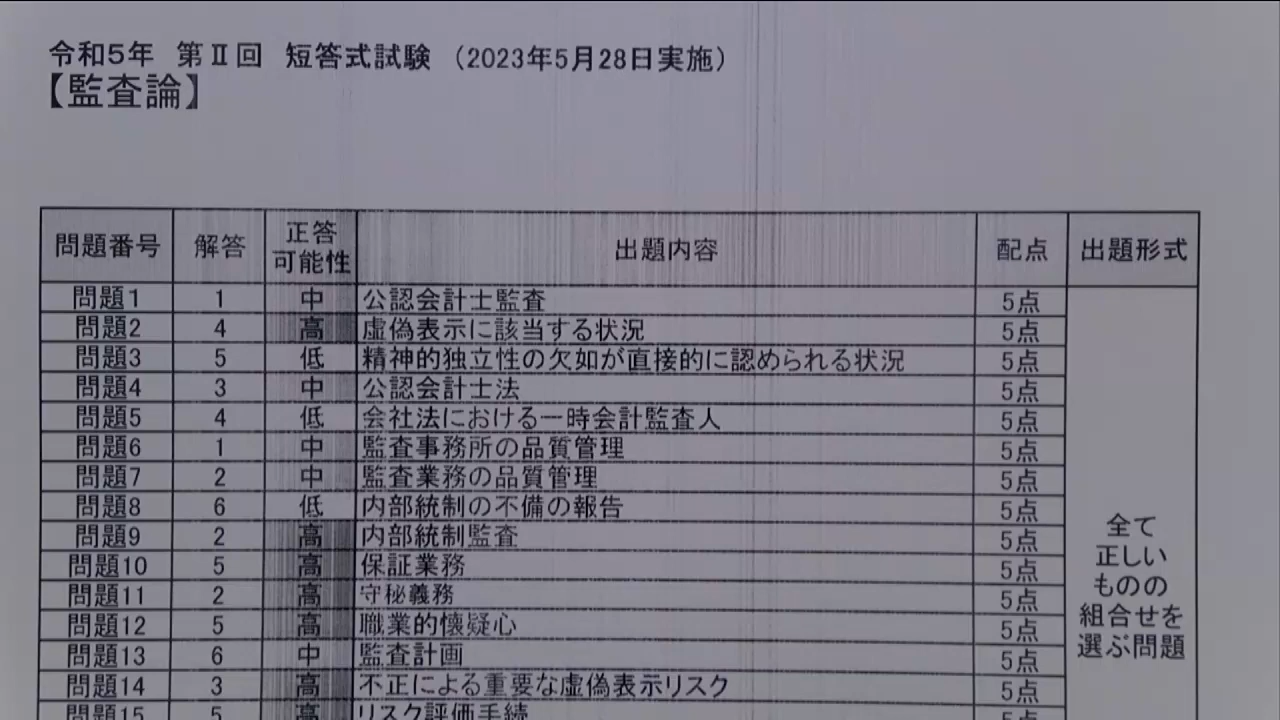 令和5年 第Ⅱ回 短答式試験 （2023年5月28日実施）
【監査論】
問題番号 解答 正答可能性 出題内容 配点 出題形式
問題1 1 中 公認会計士監査 5点
問題2 4 高 虚偽表示に該当する状況 5点
問題3 5 低 精神的独立性の欠如が直接的に認められる状況 5点
問題4 3 中 公認会計士法 5点
問題5 4 低 会社法における一時会計監査人 5点
問題6 1 中 監査事務所の品質管理 5点
問題7 2 中 監査業務の品質管理 5点
問題8 6 低 内部統制の不備の報告 5点
問題9 2 高 内部統制監査 5点
問題10 5 高 保証業務 5点
問題11 2 高 守秘義務 5点
問題12 5 高 職業的懐疑心 5点
問題13 6 中 監査計画 5点
問題14 3 高 不正による重要な虚偽表示リスク 5点
問題15 5 高 リスク評価手続 5点
全て
正しい
ものの
組合せを
選ぶ問題